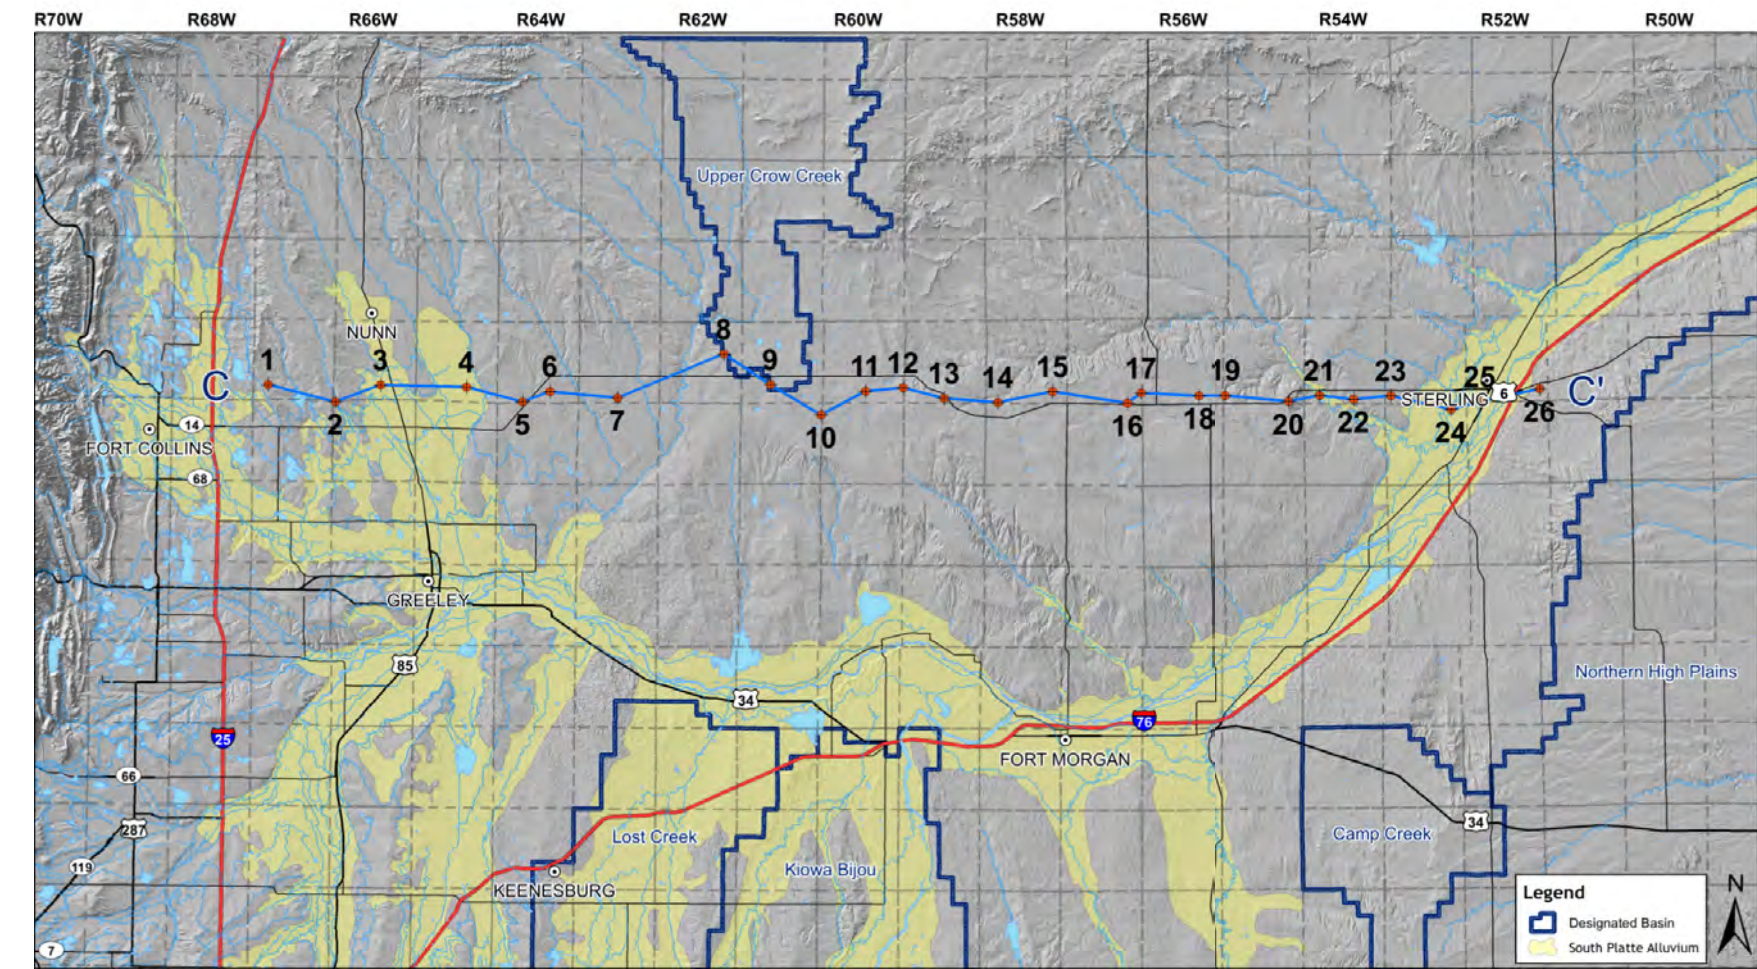 R70W R68W R66W R64W R62W R60W R58W R56W R54W R52W R50W
Upper Crow Creek
NUNN
1 3 4 6 8 9 11 12 13 14 15 17 19 21 23 25
C C'
2 5 7 10 16 18 20 22 24 26
STERLING 6
14
FORT COLLINS
68
GREELEY
85
Northern High Plains
34
76
25
FORT MORGAN
66
287
34
Lost Creek
Camp Creek
119
Kiowa Bijou
KEENESBURG
7
Legend
Designated Basin
South Platte Alluvium
N